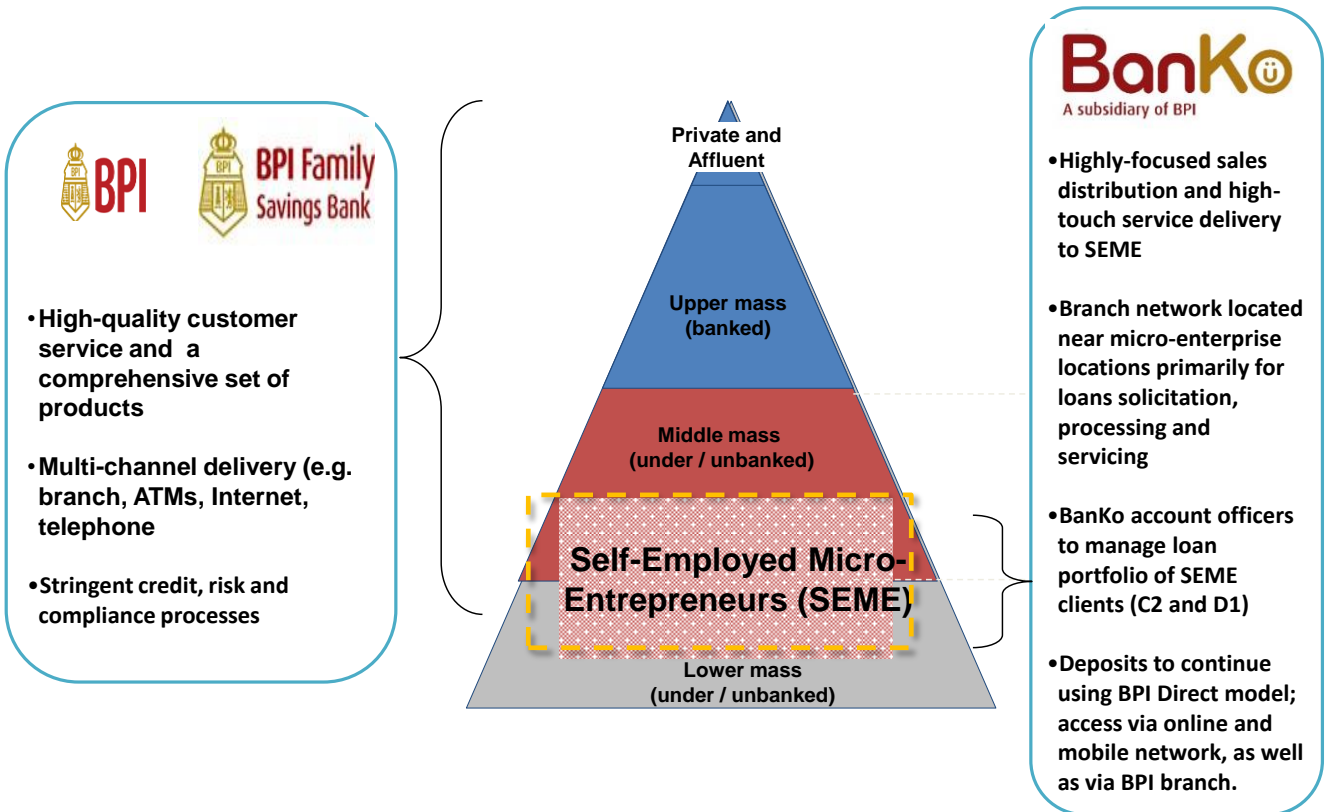 BPI
BPI
BPI Family
Savings Bank
•High-quality customer
service and a
comprehensive set of
products
•Multi-channel delivery (e.g.
branch, ATMs, Internet,
telephone
•Stringent credit, risk and
compliance processes
Private and
Affluent
Upper mass
(banked)
Middle mass
(under / unbanked)
Self-Employed Micro-
Entrepreneurs (SEME)
Lower mass
(under / unbanked)
BanKo
ü
A subsidiary of BPI
•Highly-focused sales
distribution and high-
touch service delivery
to SEME
•Branch network located
near micro-enterprise
locations primarily for
loans solicitation,
processing and
servicing
•BanKo account officers
to manage loan
portfolio of SEME
clients (C2 and D1)
•Deposits to continue
using BPI Direct model;
access via online and
mobile network, as well
as via BPI branch.